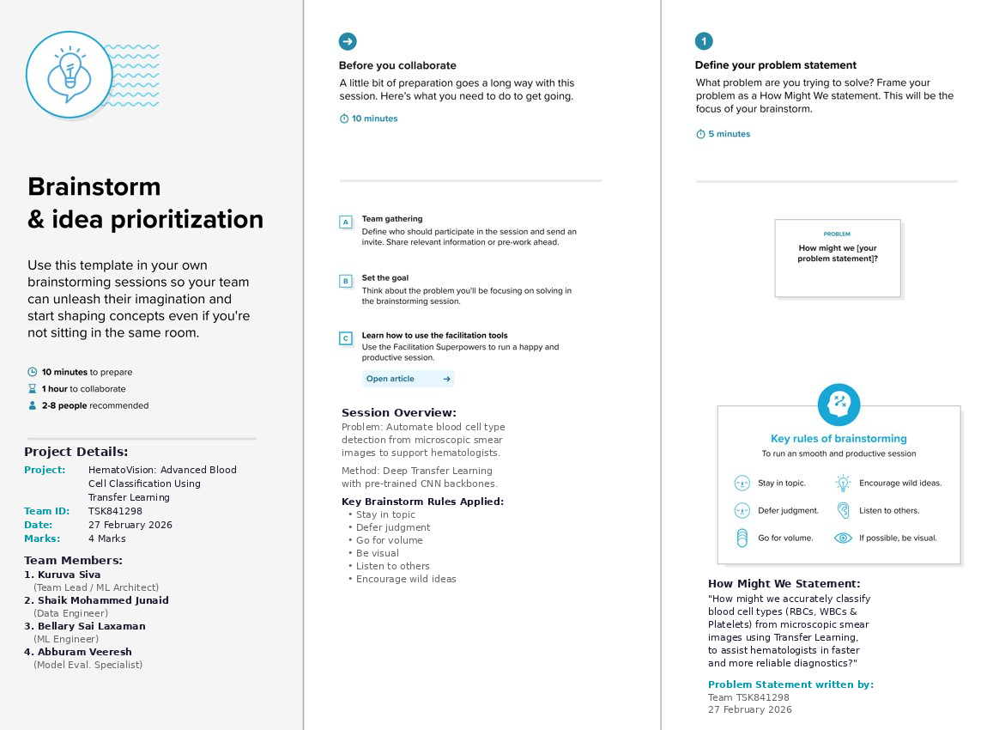 Brainstorm
& idea prioritization
Use this template in your own
brainstorming sessions so your team
can unleash their imagination and
start shaping concepts even if you're
not sitting in the same room.
10 minutes to prepare
1 hour to collaborate
2-8 people recommended
Project Details:
Project: HematoVision: Advanced Blood
Cell Classification Using
Transfer Learning
Team ID: TSK841298
Date: 27 February 2026
Marks: 4 Marks
Team Members:
1. Kuruva Siva
(Team Lead / ML Architect)
2. Shaik Mohammed Junaid
(Data Engineer)
3. Bellary Sai Laxaman
(ML Engineer)
4. Abburam Veeresh
(Model Eval. Specialist)
Before you collaborate
A little bit of preparation goes a long way with this
session. Here's what you need to do to get going.
10 minutes
A Team gathering
Define who should participate in the session and send an
invite. Share relevant information or pre-work ahead.
B Set the goal
Think about the problem you'll be focusing on solving in
the brainstorming session.
C Learn how to use the facilitation tools
Use the Facilitation Superpowers to run a happy and
productive session.
Open article
Session Overview:
Problem: Automate blood cell type
detection from microscopic smear
images to support hematologists.
Method: Deep Transfer Learning
with pre-trained CNN backbones.
Key Brainstorm Rules Applied:
• Stay in topic
• Defer judgment
• Go for volume
• Be visual
• Listen to others
• Encourage wild ideas
1
Define your problem statement
What problem are you trying to solve? Frame your
problem as a How Might We statement. This will be the
focus of your brainstorm.
5 minutes
PROBLEM
How might we [your
problem statement]?
Key rules of brainstorming
To run an smooth and productive session
Stay in topic. Encourage wild ideas.
Defer judgment. Listen to others.
Go for volume. If possible, be visual.
How Might We Statement:
"How might we accurately classify
blood cell types (RBCs, WBCs &
Platelets) from microscopic smear
images using Transfer Learning,
to assist hematologists in faster
and more reliable diagnostics?"
Problem Statement written by:
Team TSK841298
27 February 2026